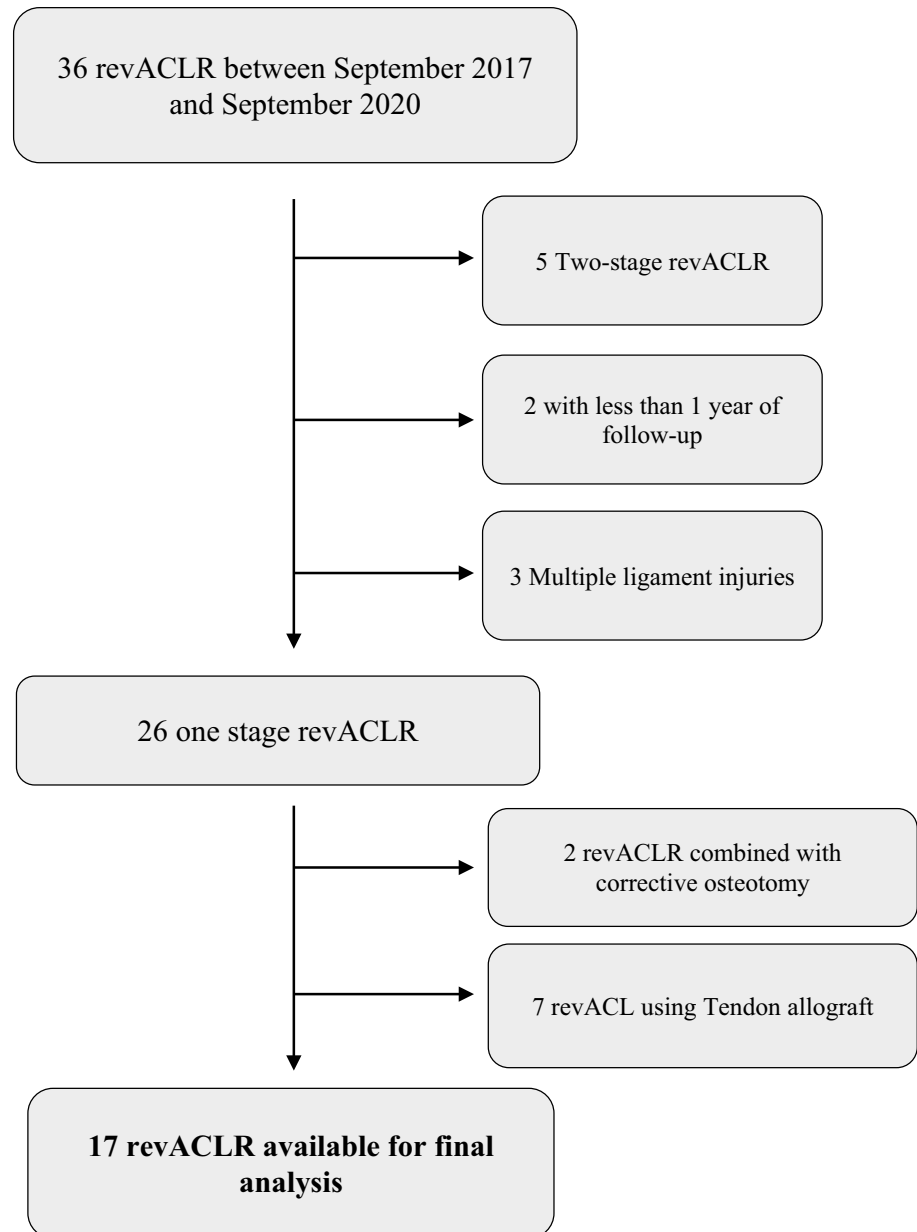 36 revACLR between September 2017
and September 2020
5 Two-stage revACLR
2 with less than 1 year of
follow-up
3 Multiple ligament injuries
26 one stage revACLR
2 revACLR combined with
corrective osteotomy
7 revACL using Tendon allograft
17 revACLR available for final
analysis